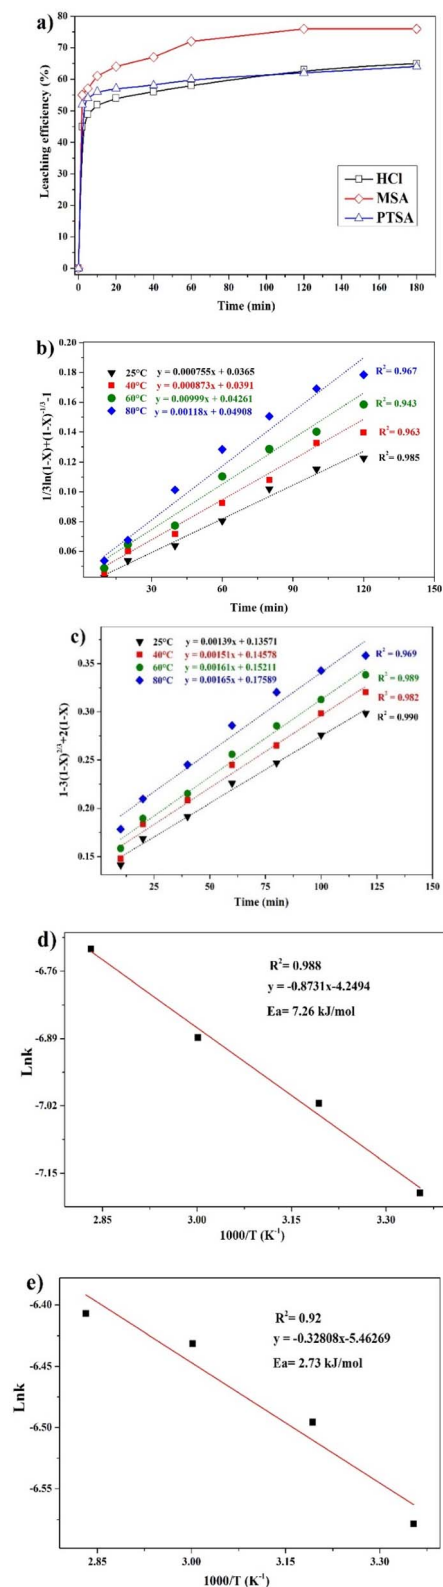 a)
Leaching efficiency (%)
80
70
60
50
40
30
20
10
0
HCl
MSA
PTSA
0 20 40 60 80 100 120 140 160 180
Time (min)
b)
1/3ln(1-X)+(1-X)^-1/3-1
0.20
0.18
0.16
0.14
0.12
0.10
0.08
0.06
25°C y = 0.000755x + 0.0365
40°C y = 0.000873x + 0.0391
60°C y = 0.00999x + 0.04261
80°C y = 0.00118x + 0.04908
R² = 0.967
R² = 0.943
R² = 0.963
R² = 0.985
30 60 90 120 150
Time (min)
c)
1-3(1-X)^2/3+2(1-X)
0.35
0.30
0.25
0.20
0.15
25°C y = 0.00139x + 0.13571
40°C y = 0.00151x + 0.14578
60°C y = 0.00161x + 0.15211
80°C y = 0.00165x + 0.17589
R² = 0.969
R² = 0.989
R² = 0.982
R² = 0.990
25 50 75 100 125 150
Time (min)
d)
Lnk
-6.76
-6.89
-7.02
-7.15
R²= 0.988
y = -0.8731x-4.2494
Ea= 7.26 kJ/mol
2.85 3.00 3.15 3.30
1000/T (K⁻¹)
e)
Lnk
-6.40
-6.45
-6.50
-6.55
R²= 0.92
y = -0.32808x-5.46269
Ea= 2.73 kJ/mol
2.85 3.00 3.15 3.30
1000/T (K⁻¹)